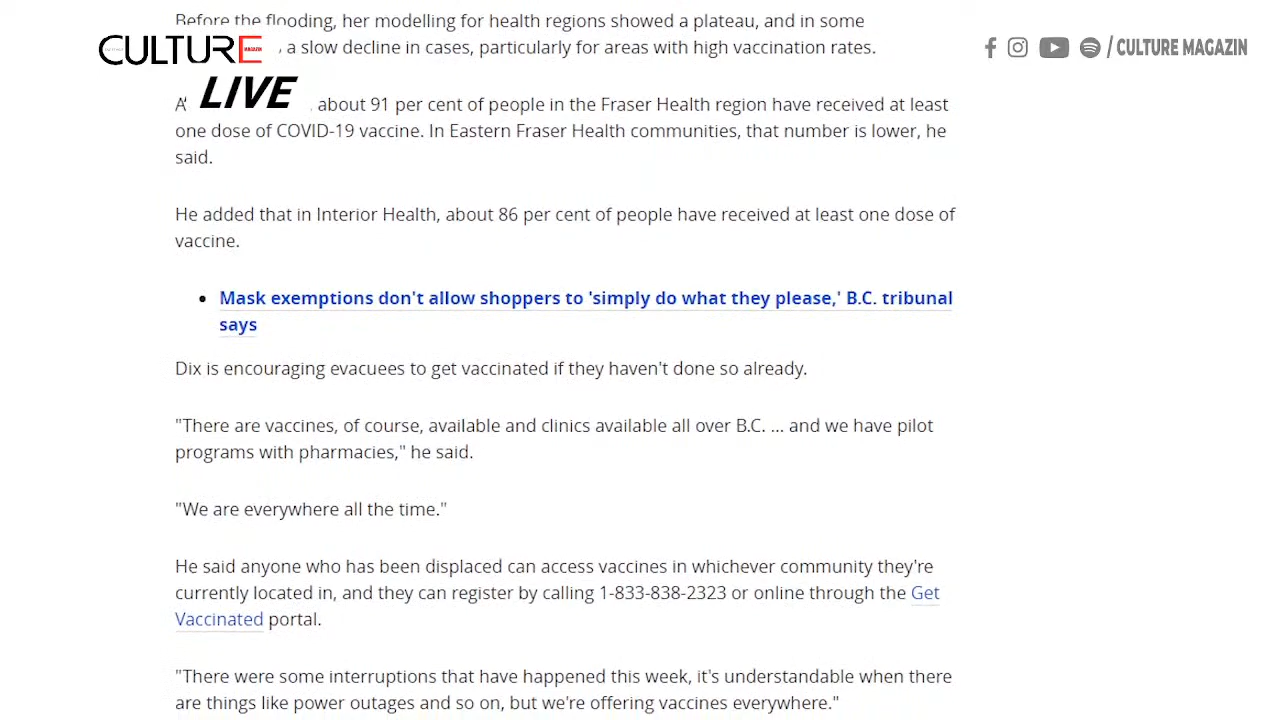 Before the flooding, her modelling for health regions showed a plateau, and in some
CULTURE MAGAZIN
a slow decline in cases, particularly for areas with high vaccination rates.
/ CULTURE MAGAZIN
LIVE
about 91 per cent of people in the Fraser Health region have received at least
one dose of COVID-19 vaccine. In Eastern Fraser Health communities, that number is lower, he
said.
He added that in Interior Health, about 86 per cent of people have received at least one dose of
vaccine.
• Mask exemptions don't allow shoppers to 'simply do what they please,' B.C. tribunal
says
Dix is encouraging evacuees to get vaccinated if they haven't done so already.
"There are vaccines, of course, available and clinics available all over B.C. ... and we have pilot
programs with pharmacies," he said.
"We are everywhere all the time."
He said anyone who has been displaced can access vaccines in whichever community they're
currently located in, and they can register by calling 1-833-838-2323 or online through the Get
Vaccinated portal.
"There were some interruptions that have happened this week, it's understandable when there
are things like power outages and so on, but we're offering vaccines everywhere."